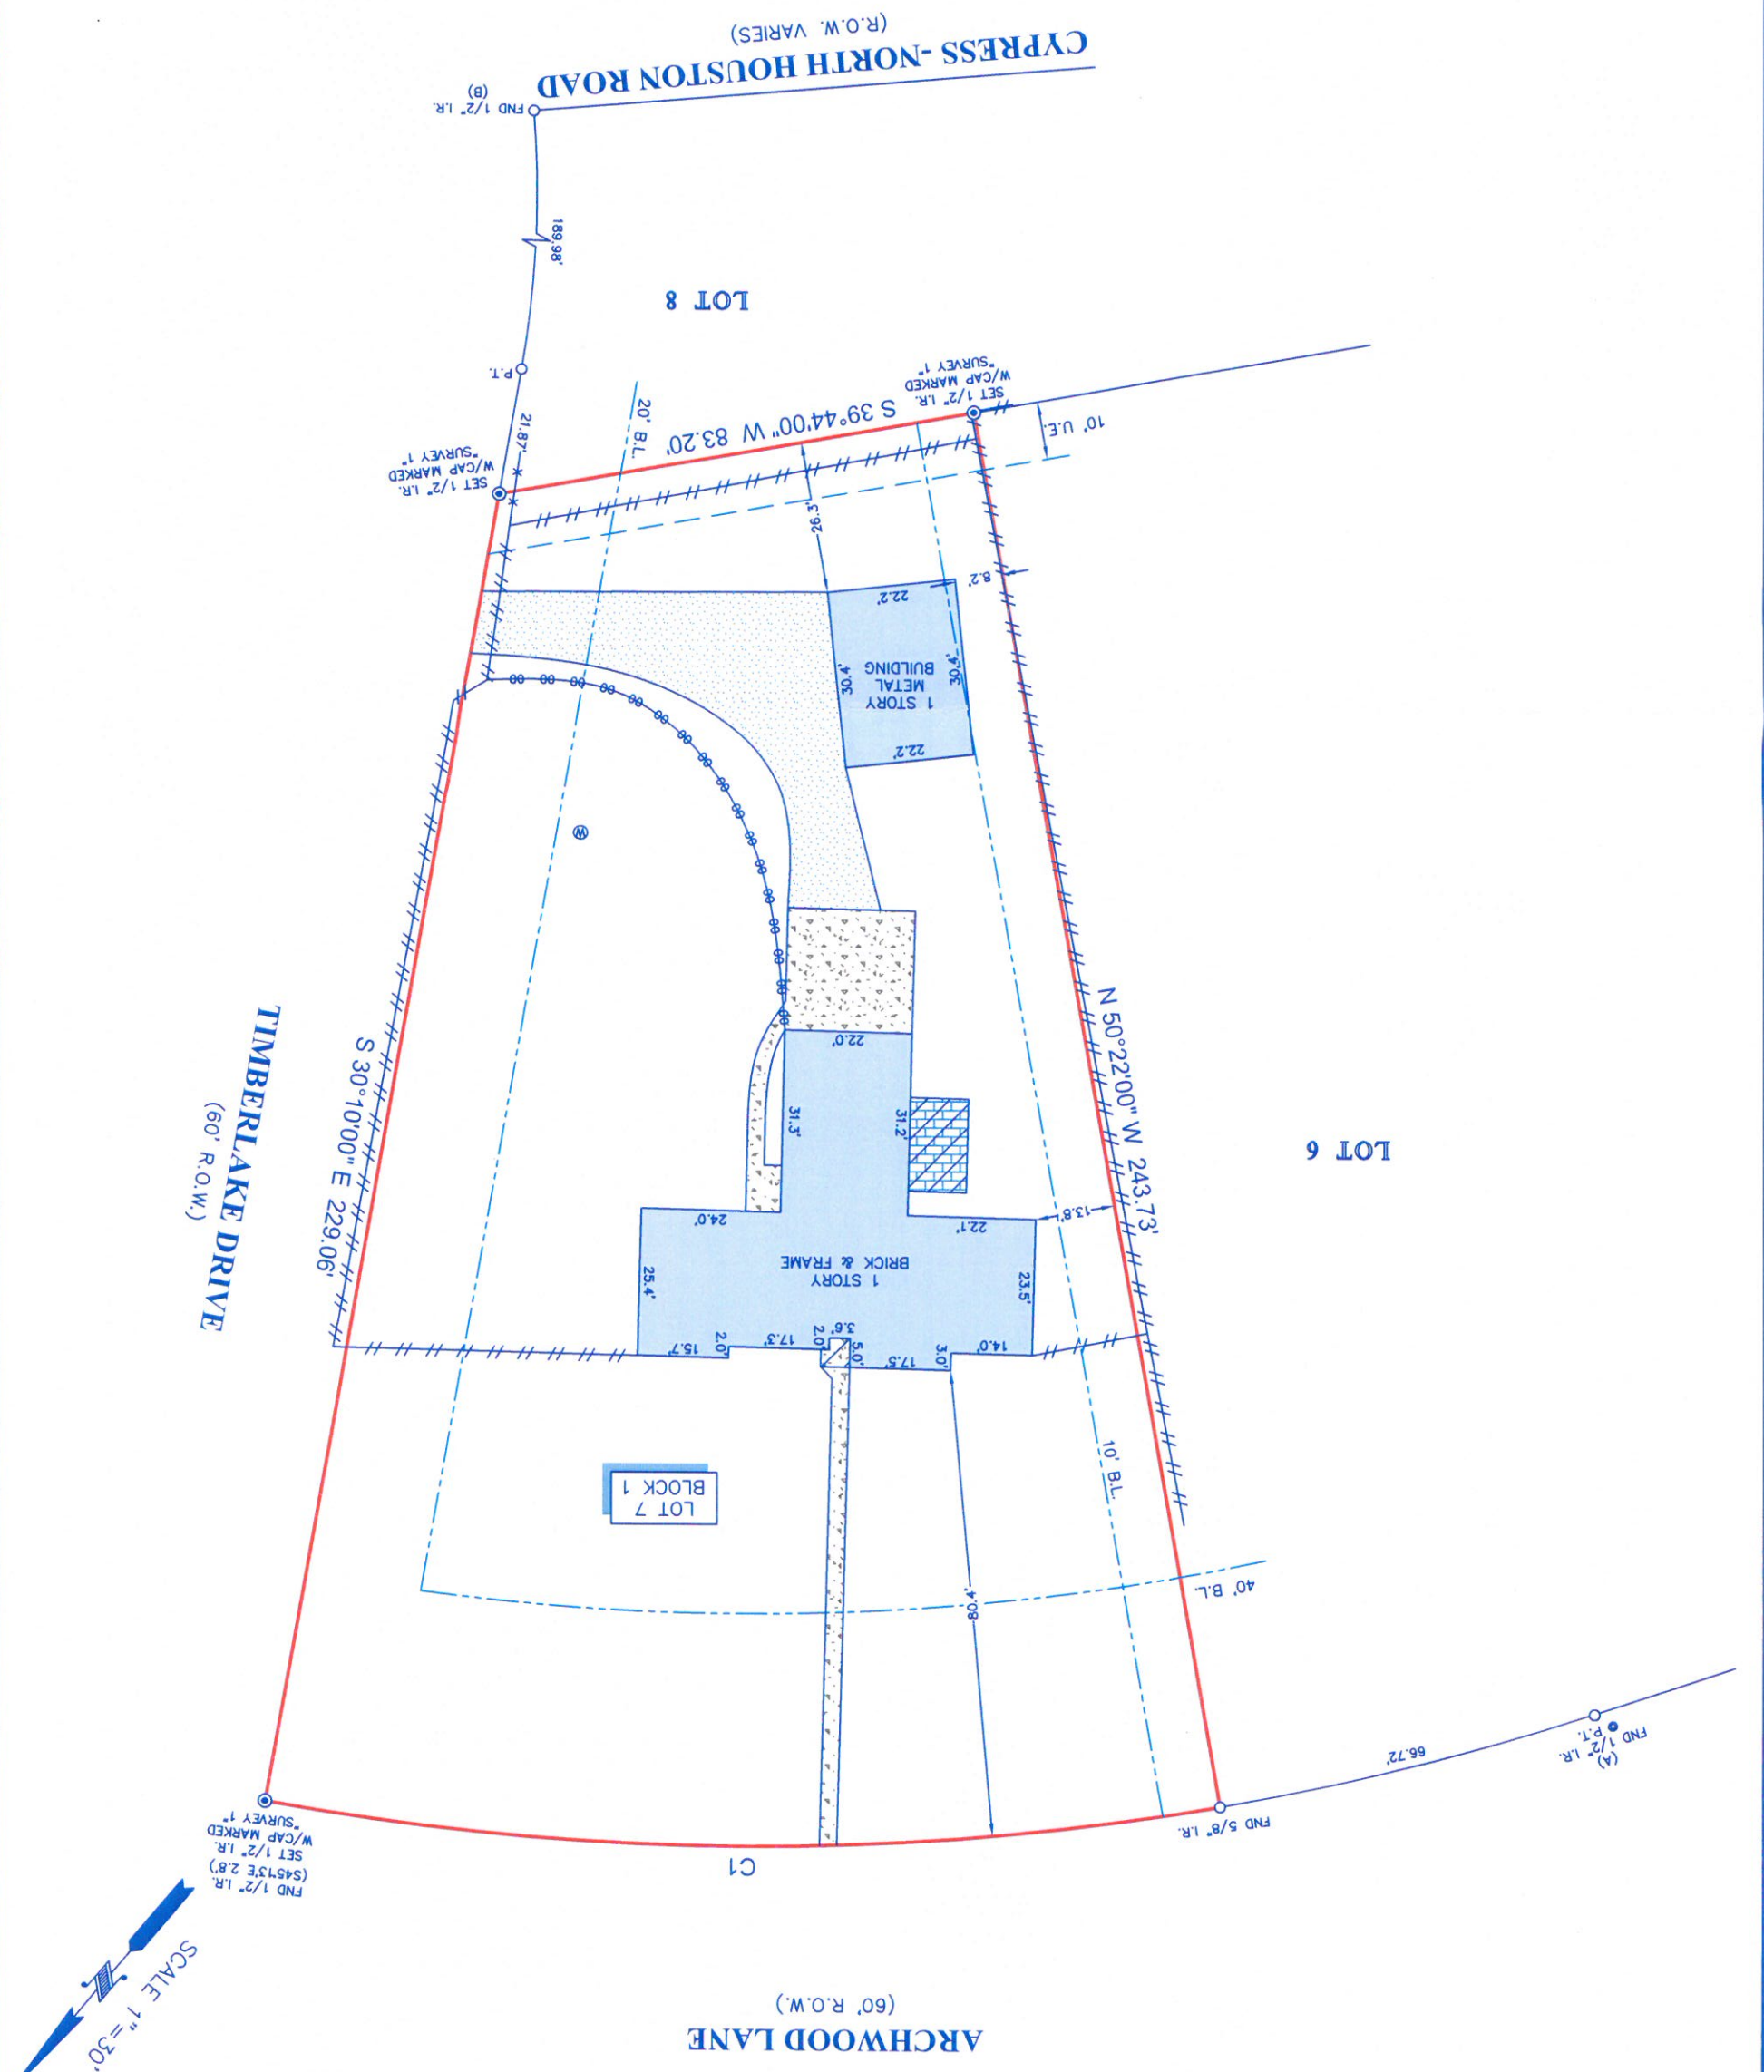 ARCHWOOD LANE
(60' R.O.W.)
SCALE 1"=30'
FND 1/2" I.R.
(S45°13'E 2.8')
SET 1/2" I.R.
W/CAP MARKED
"SURVEY 1"
C1
FND 5/8" I.R.
66.72'
(A)
FND 1/2" I.R.
P.T.
40' B.L.
10' B.L.
80.4'
LOT 7
BLOCK 1
14.0'
3.0'
17.5'
5.0'
3.6'
2.0'
17.3'
2.0'
15.7'
23.5'
1 STORY
BRICK & FRAME
25.4'
22.1'
24.0'
13.8'
31.2'
31.3'
22.0'
LOT 6
N 50°22'00" W 243.73'
S 30°10'00" E 229.06'
TIMBERLAKE DRIVE
(60' R.O.W.)
W
22.2'
1 STORY
METAL
BUILDING
30.4'
30.4'
22.2'
8.2'
26.3'
10' U.E.
20' B.L.
S 39°44'00" W 83.20'
SET 1/2" I.R.
W/CAP MARKED
"SURVEY 1"
SET 1/2" I.R.
W/CAP MARKED
"SURVEY 1"
21.87'
P.T.
LOT 8
189.98'
FND 1/2" I.R.
(B)
CYPRESS-NORTH HOUSTON ROAD
(R.O.W. VARIES)